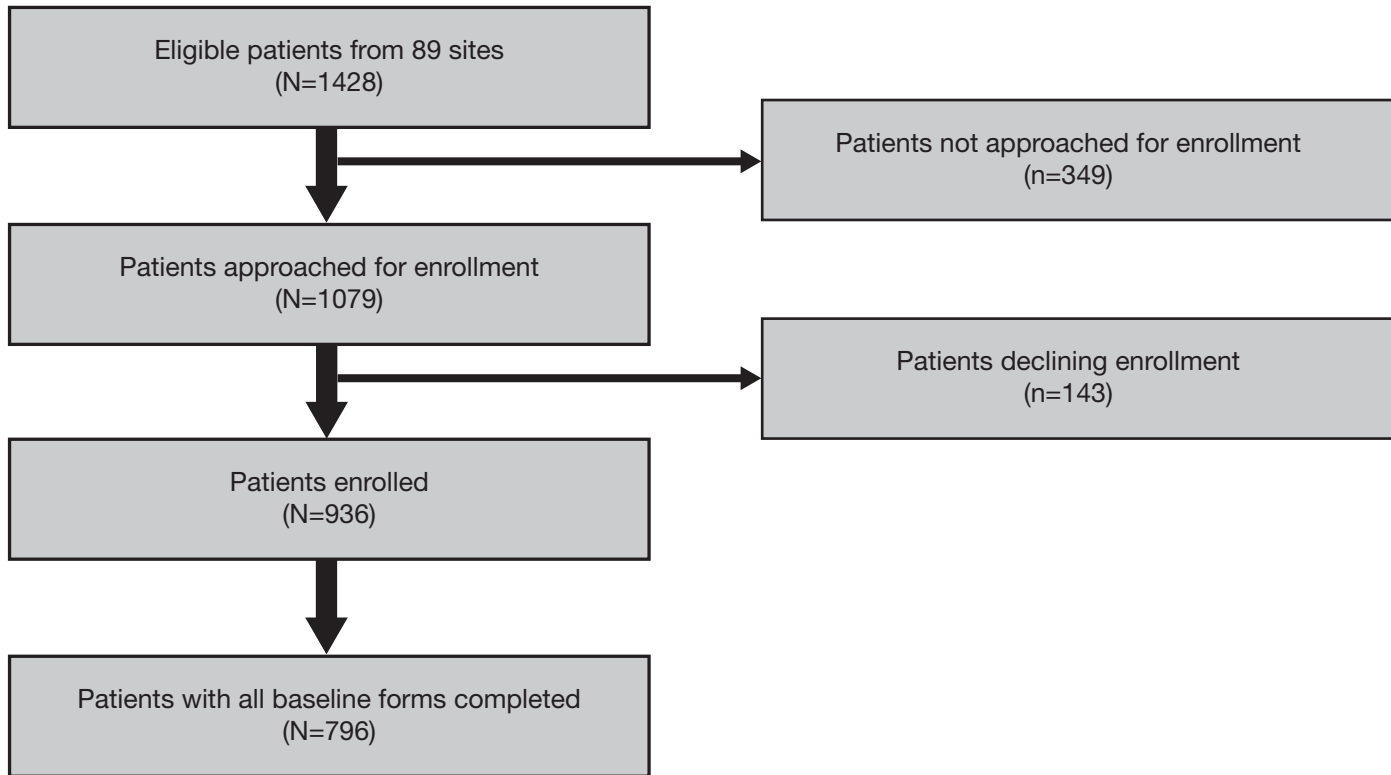 Eligible patients from 89 sites
(N=1428)
Patients not approached for enrollment
(n=349)
Patients approached for enrollment
(N=1079)
Patients declining enrollment
(n=143)
Patients enrolled
(N=936)
Patients with all baseline forms completed
(N=796)